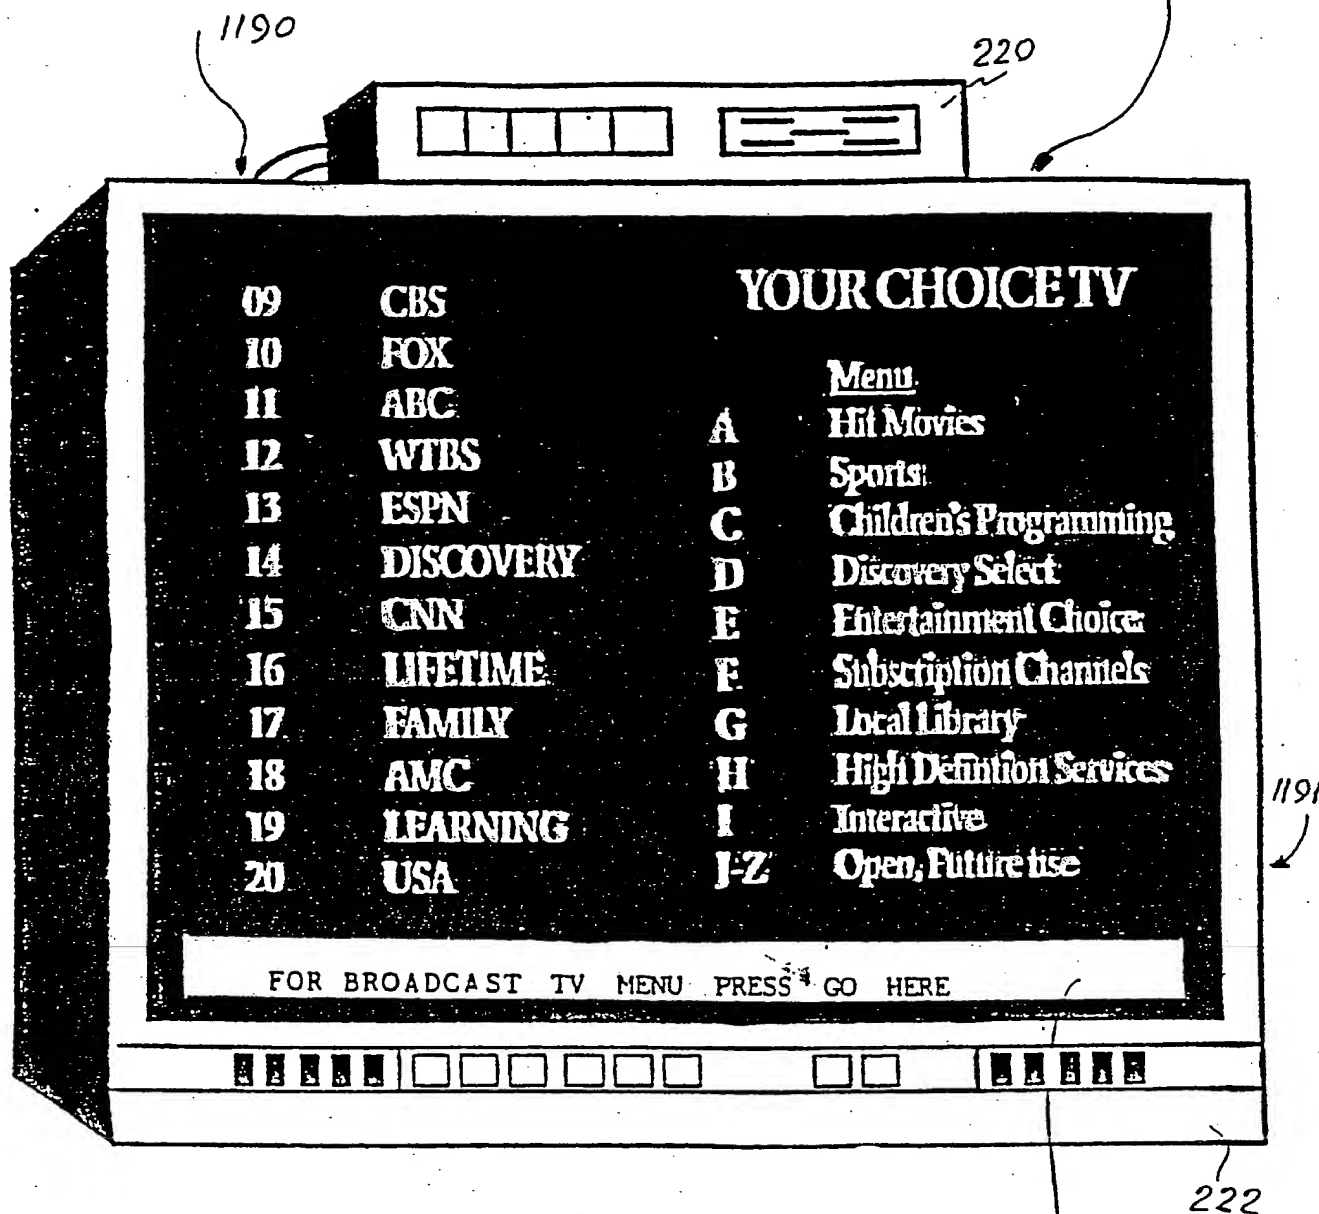 1190
220
09 CBS
10 FOX
11 ABC
12 WTBS
13 ESPN
14 DISCOVERY
15 CNN
16 LIFETIME
17 FAMILY
18 AMC
19 LEARNING
20 USA
YOUR CHOICE TV
Menu
A Hit Movies
B Sports
C Children's Programming
D Discovery Select
E Entertainment Choice
F Subscription Channels
G Local Library
H High Defintion Services
I Interactive
J-Z Open, Future use
1191
FOR BROADCAST TV MENU PRESS GO HERE
222